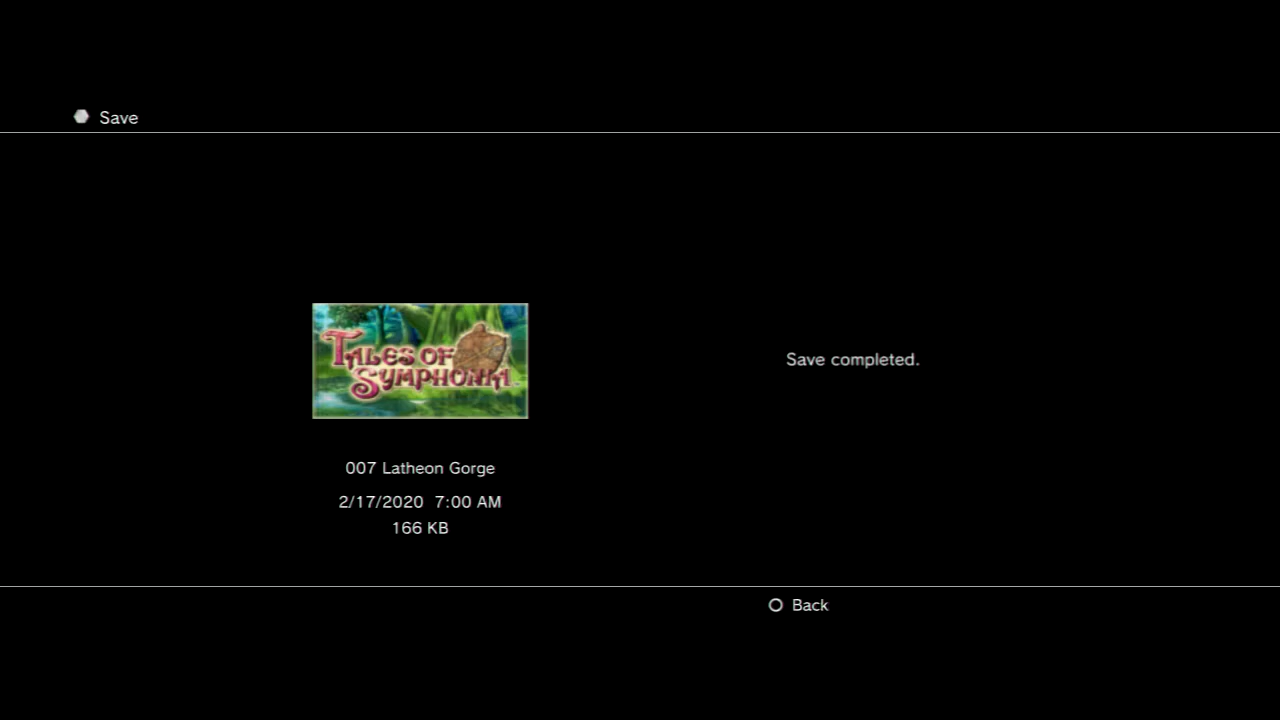 Save
TALES OF
SYMPHONIA
Save completed.
007 Latheon Gorge
2/17/2020 7:00 AM
166 KB
Back